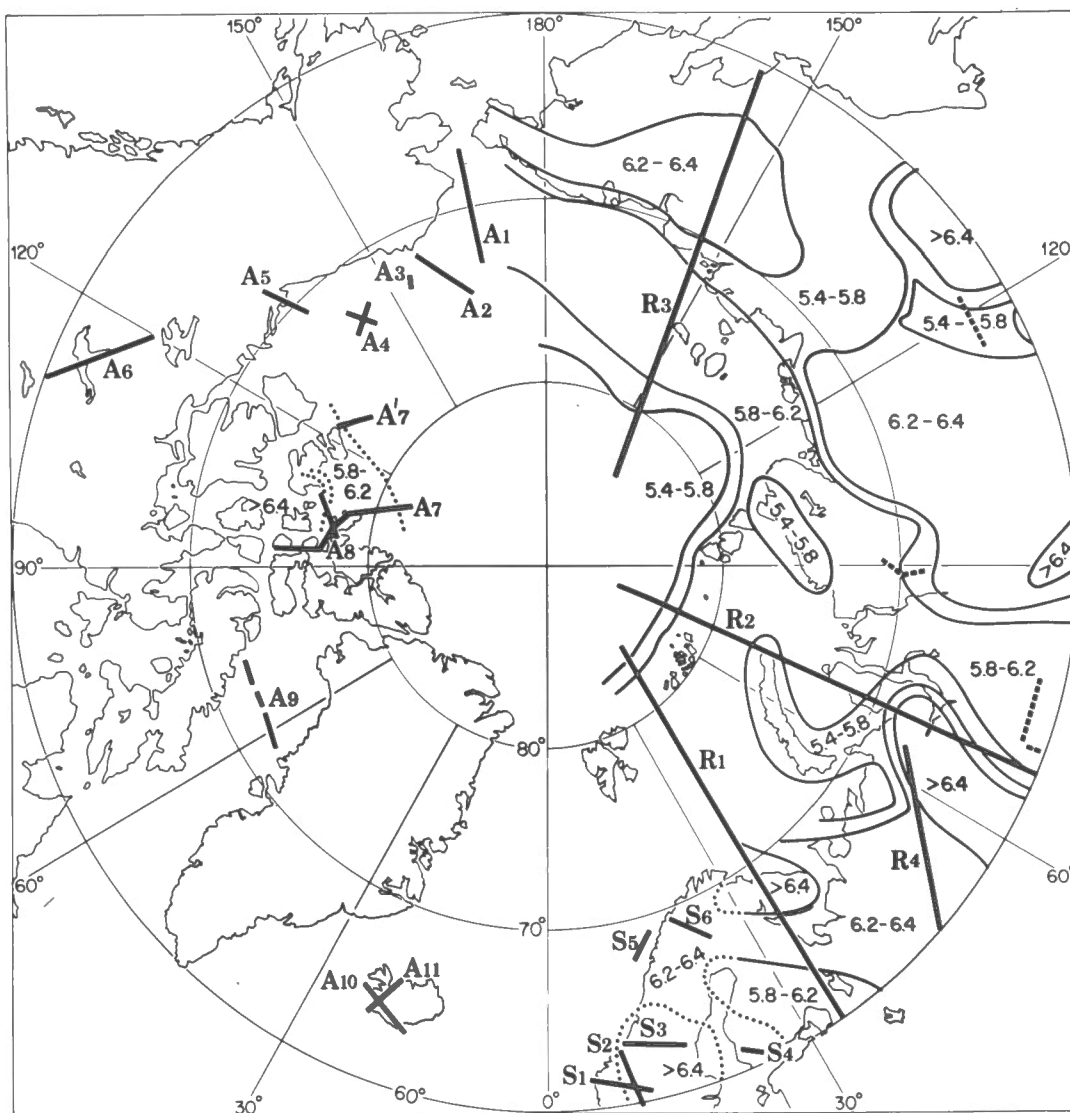 150°
180°
150°
6.2 – 6.4
>6.4
120°
A1
120°
A3
A5
A2
R3
5.4–5.8
5.4 – 5.8
A4
A6
A'7
5.8–6.2
6.2 – 6.4
5.8–
6.2
>6.4
5.4–5.8
A7
5.4–5.8
A8
>6.4
90°
R2
5.8–6.2
A9
5.4–5.8
80°
R1
>6.4
R4
60°
60°
>6.4
70°
S6
6.2–6.4
S5
6.2–6.4
A10
A11
5.8–6.2
S3
S2
S4
S1
>6.4
60°
30°
0°
30°